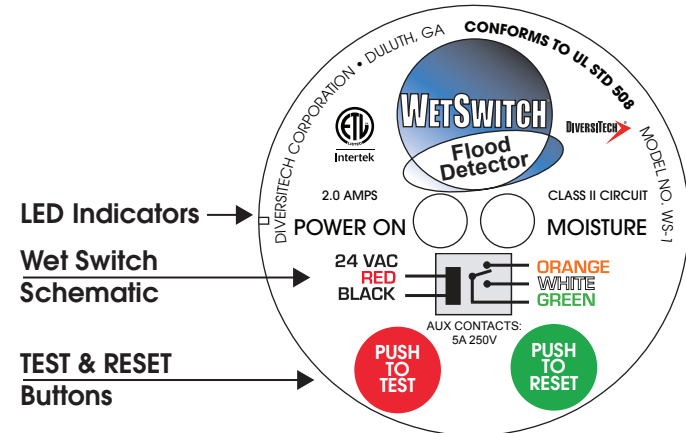 DIVERSITECH CORPORATION • DULUTH, GA
CONFORMS TO UL STD 508
MODEL NO. WS-1
WETSWITCH
Flood
Detector
ETL
LISTED
Intertek
DIVERSITECH
2.0 AMPS
CLASS II CIRCUIT
LED Indicators
POWER ON
MOISTURE
Wet Switch
Schematic
24 VAC
RED
BLACK
ORANGE
WHITE
GREEN
AUX CONTACTS:
5A 250V
TEST & RESET
Buttons
PUSH
TO
TEST
PUSH
TO
RESET